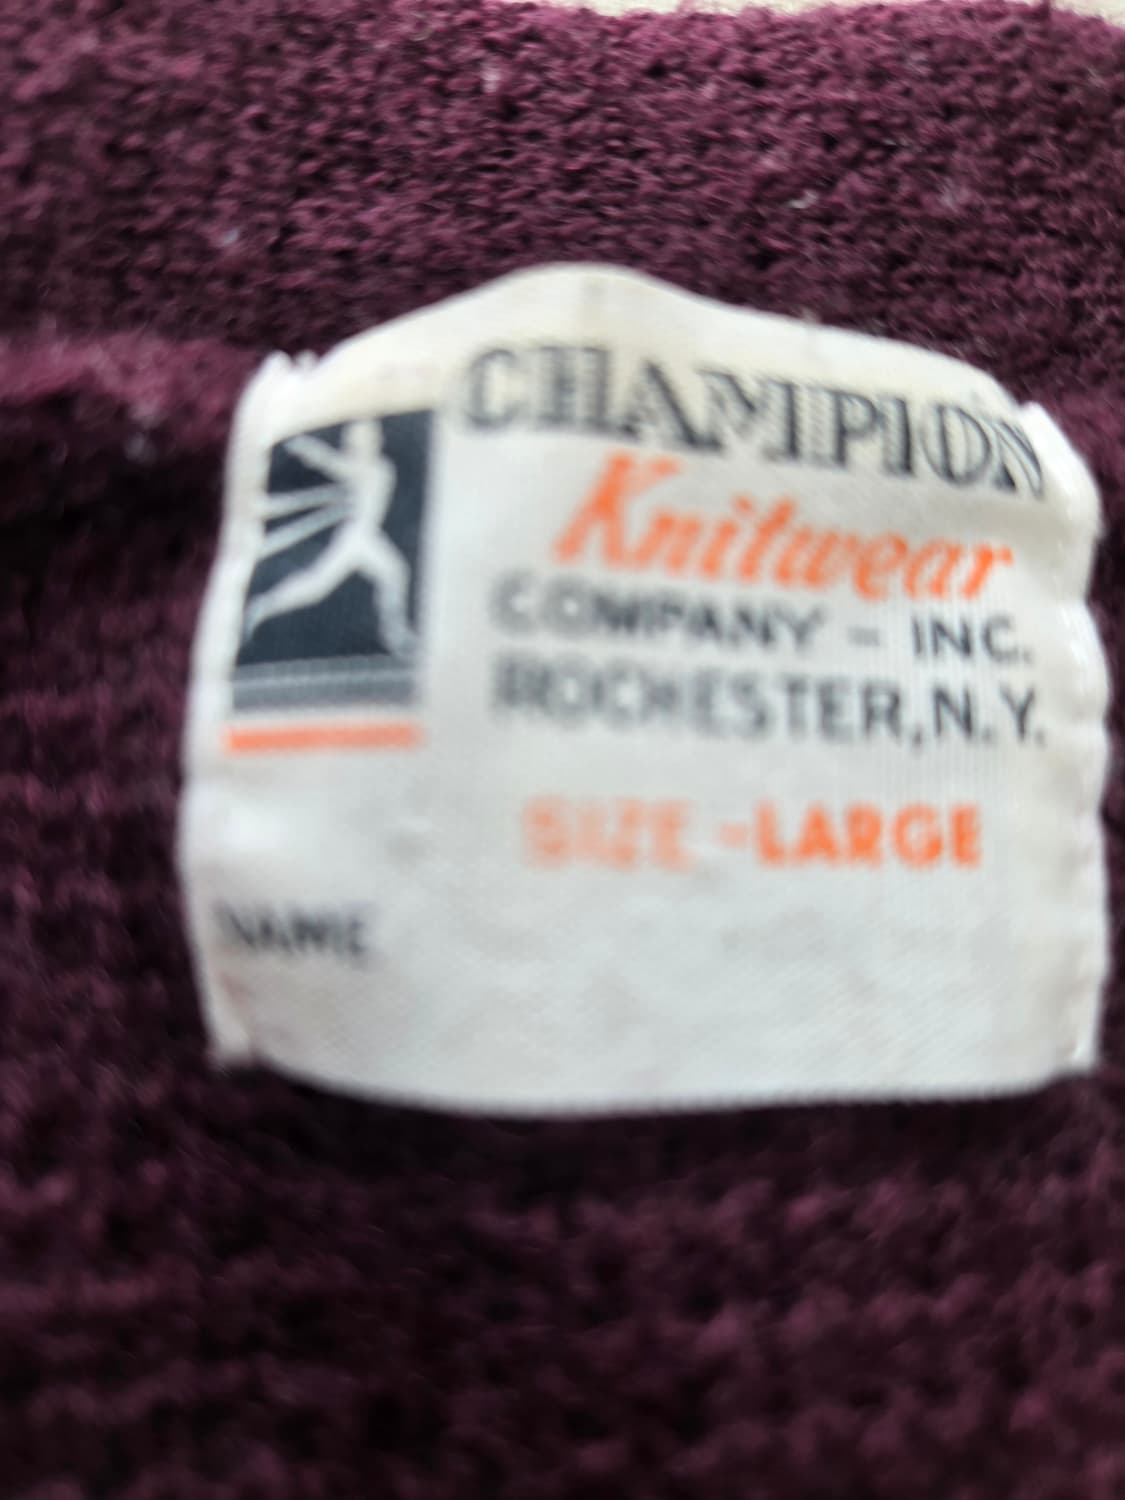 CHAMPION
Knitwear
COMPANY - INC.
ROCHESTER, N.Y.
SIZE - LARGE
NAME